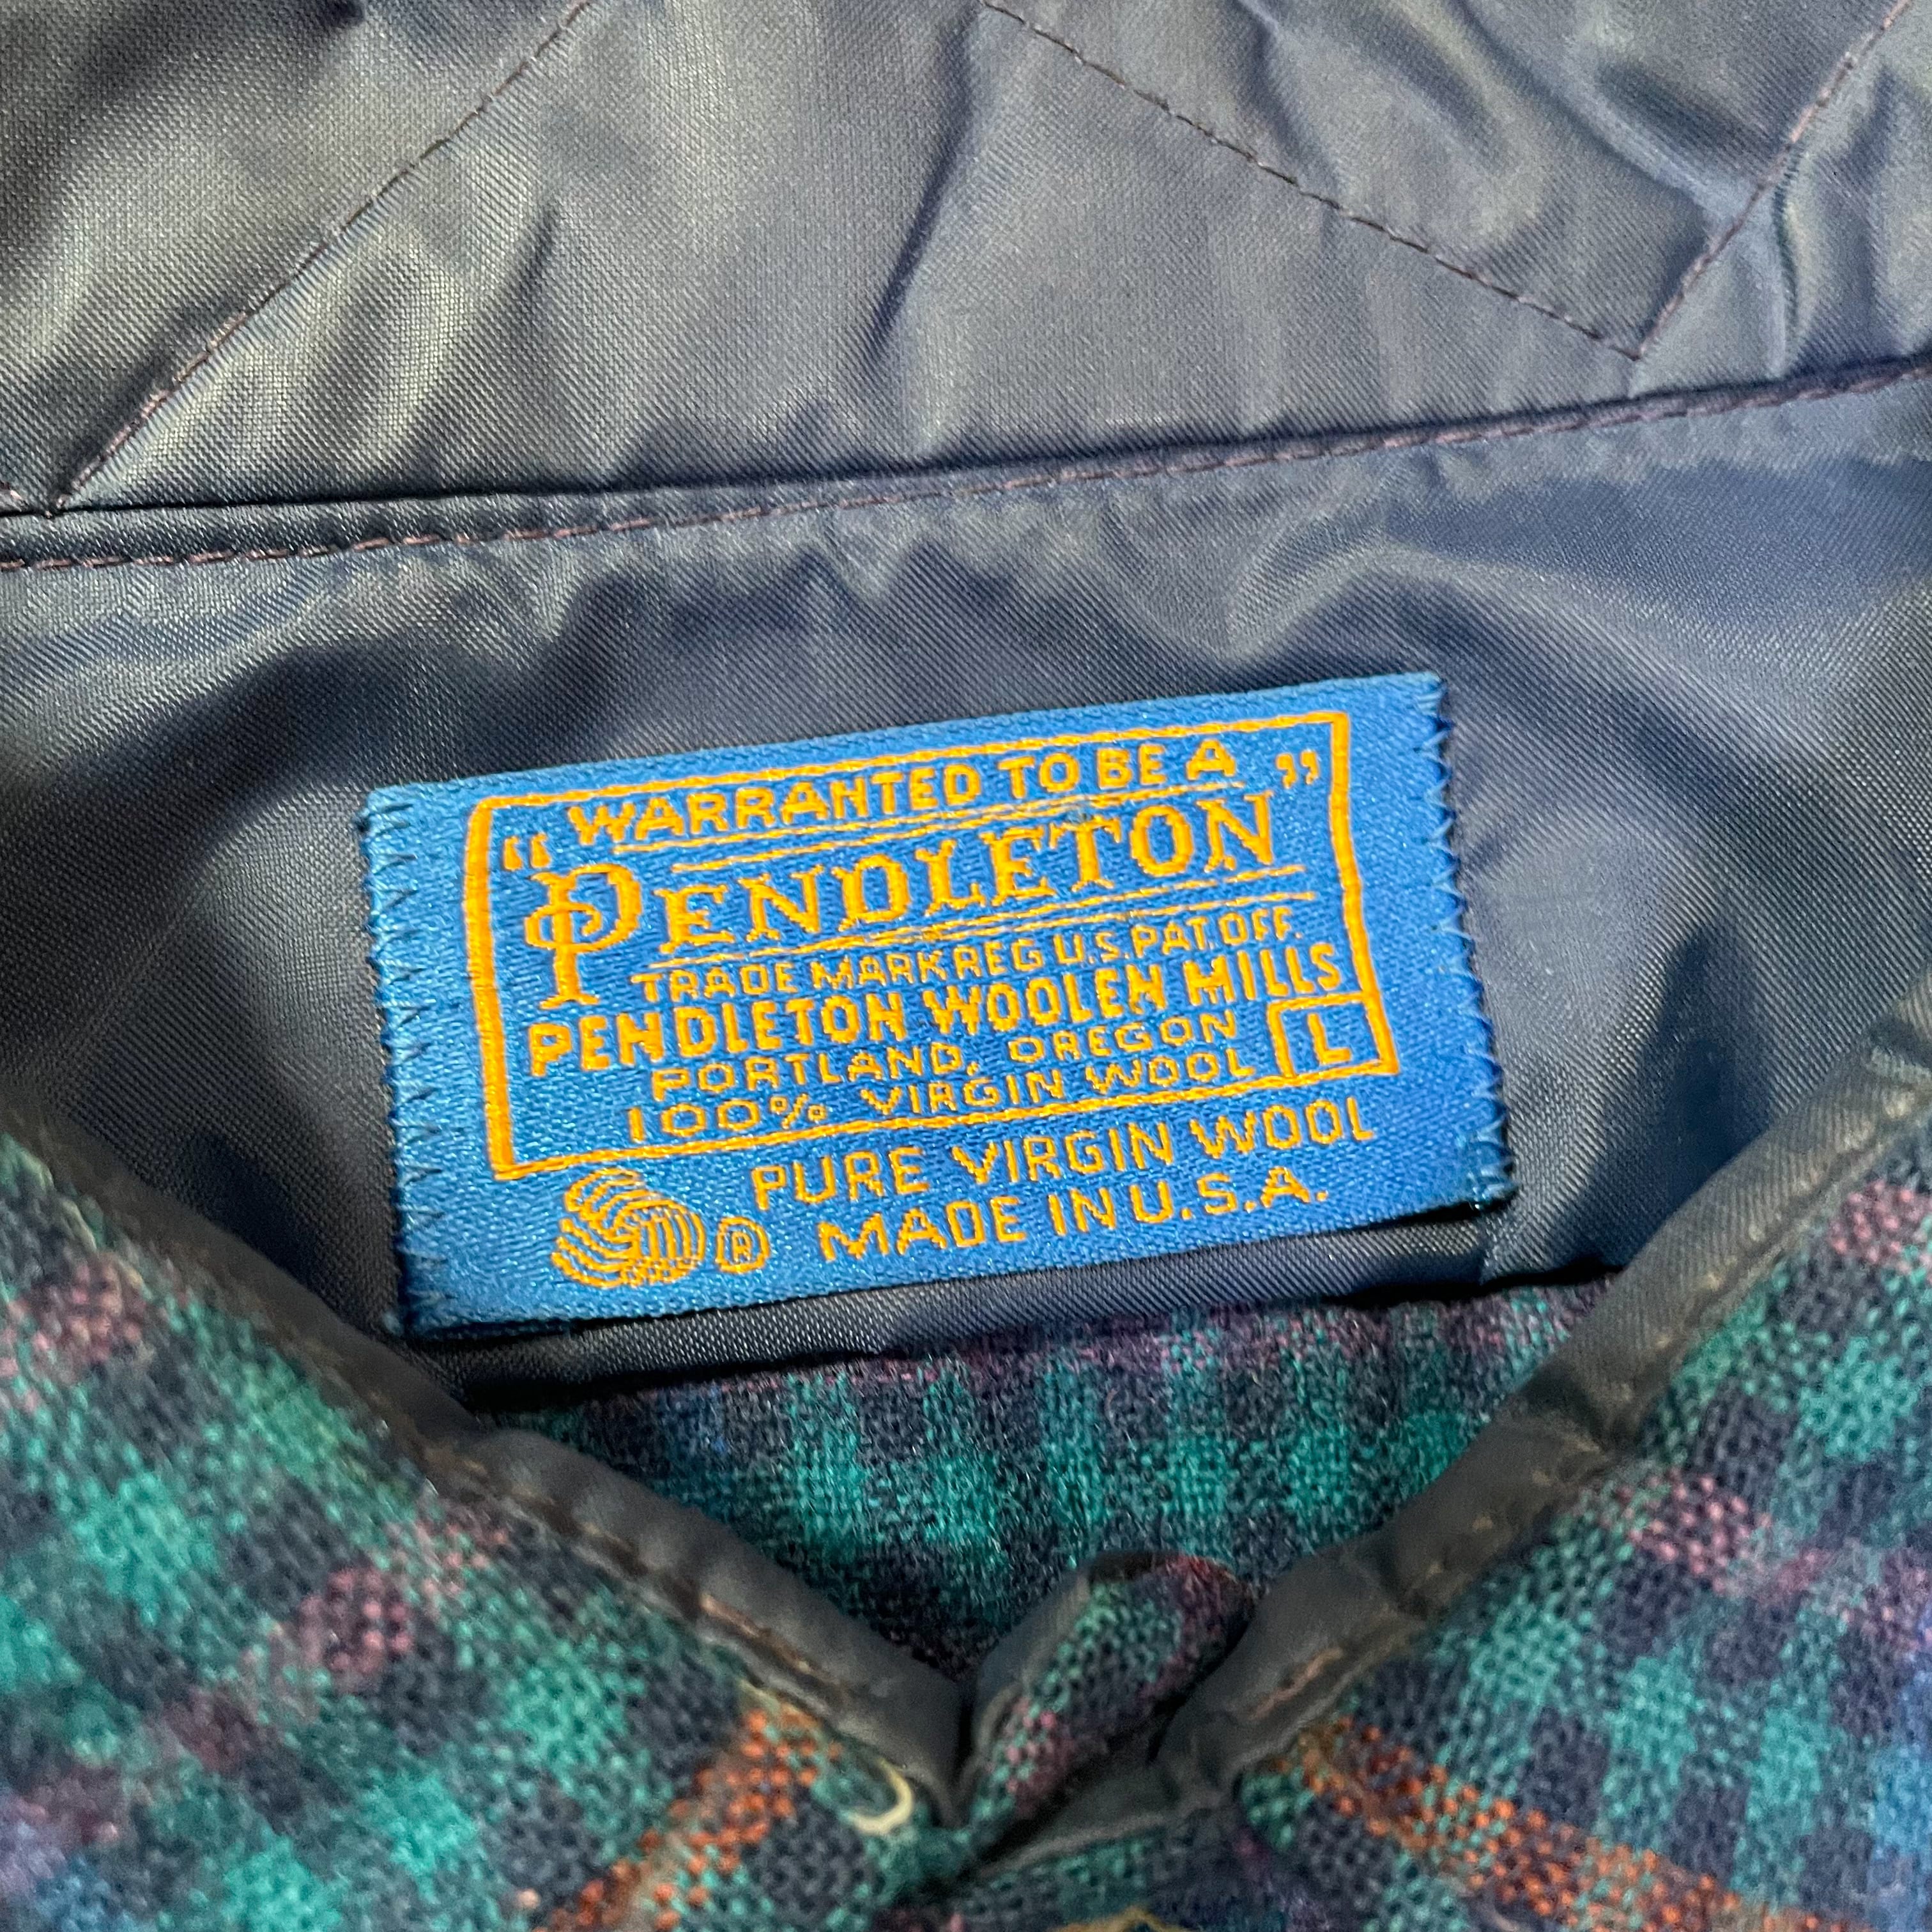 “WARRANTED TO BE A
PENDLETON”
TRADE MARK REG U.S. PAT. OFF.
PENDLETON WOOLEN MILLS
PORTLAND, OREGON
100% VIRGIN WOOL L
® PURE VIRGIN WOOL
MADE IN U.S.A.